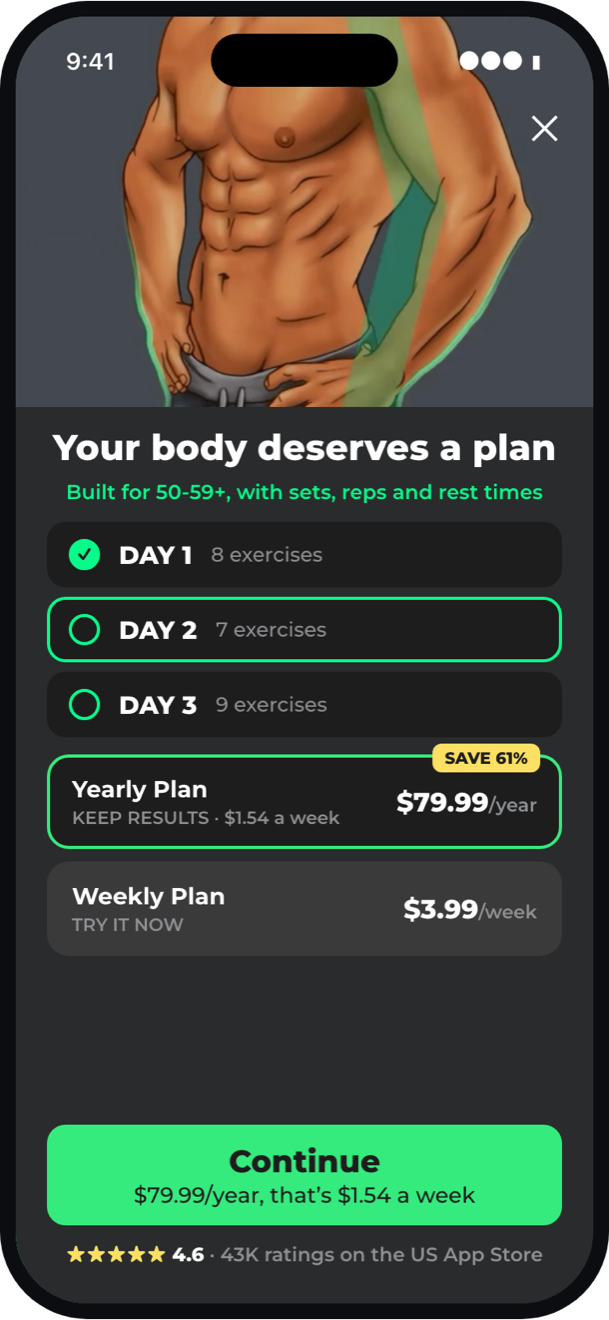 9:41
Your body deserves a plan
Built for 50-59+, with sets, reps and rest times
DAY 1 8 exercises
DAY 2 7 exercises
DAY 3 9 exercises
SAVE 61%
Yearly Plan
KEEP RESULTS · $1.54 a week
$79.99/year
Weekly Plan
TRY IT NOW
$3.99/week
Continue
$79.99/year, that’s $1.54 a week
★★★★★ 4.6 · 43K ratings on the US App Store